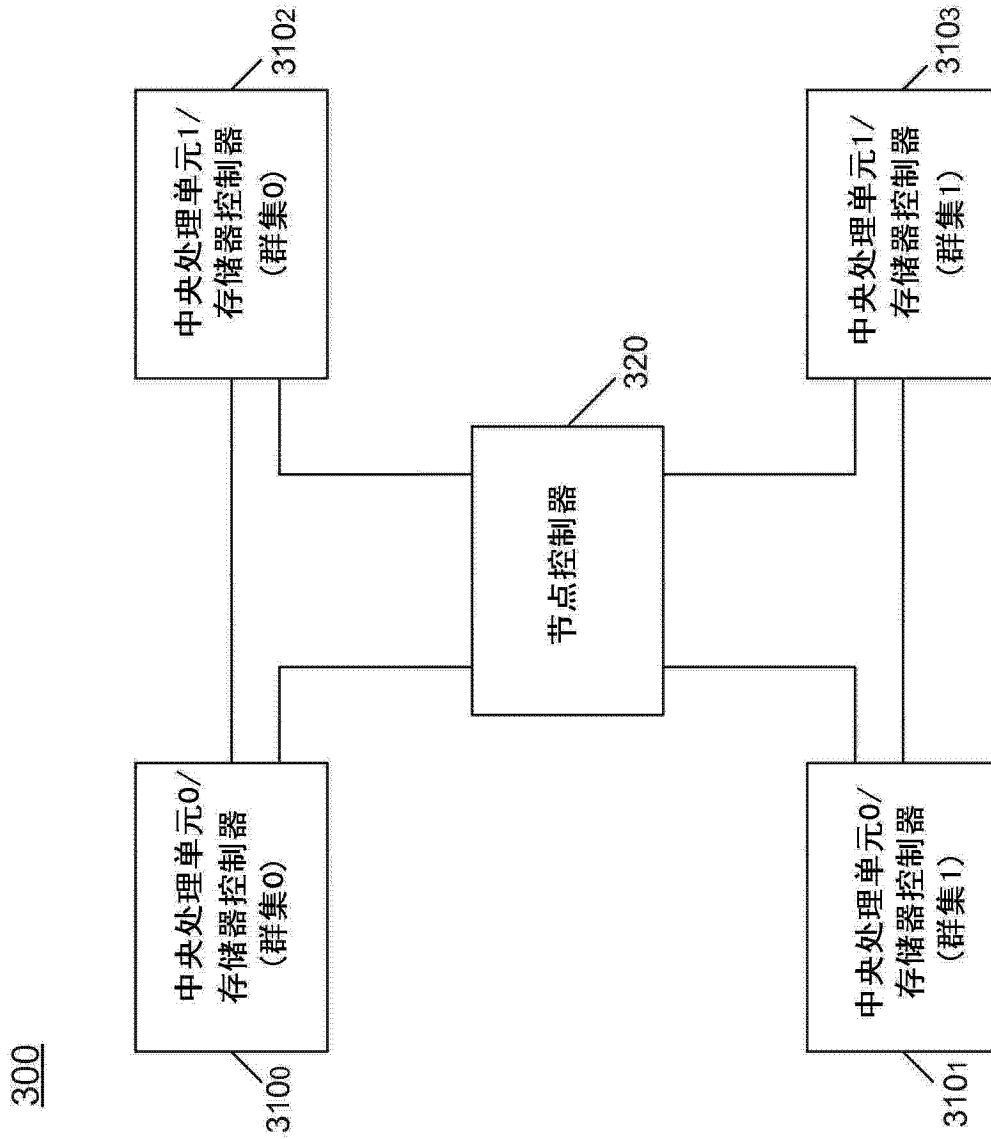 300
310₀
中央处理单元0/
存储器控制器
(群集0)
中央处理单元1/
存储器控制器
(群集0)
310₂
节点控制器
320
310₁
中央处理单元0/
存储器控制器
(群集1)
中央处理单元1/
存储器控制器
(群集1)
310₃